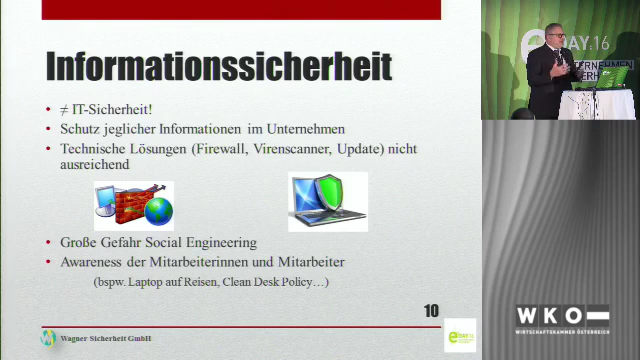 Informationssicherheit
≠ IT-Sicherheit!
Schutz jeglicher Informationen im Unternehmen
Technische Lösungen (Firewall, Virenscanner, Update) nicht
ausreichend
Große Gefahr Social Engineering
Awareness der Mitarbeiterinnen und Mitarbeiter
(bspw. Laptop auf Reisen, Clean Desk Policy…)
10
Wagner Sicherheit GmbH
DAY.16
WKO
WIRTSCHAFTSKAMMER ÖSTERREICH